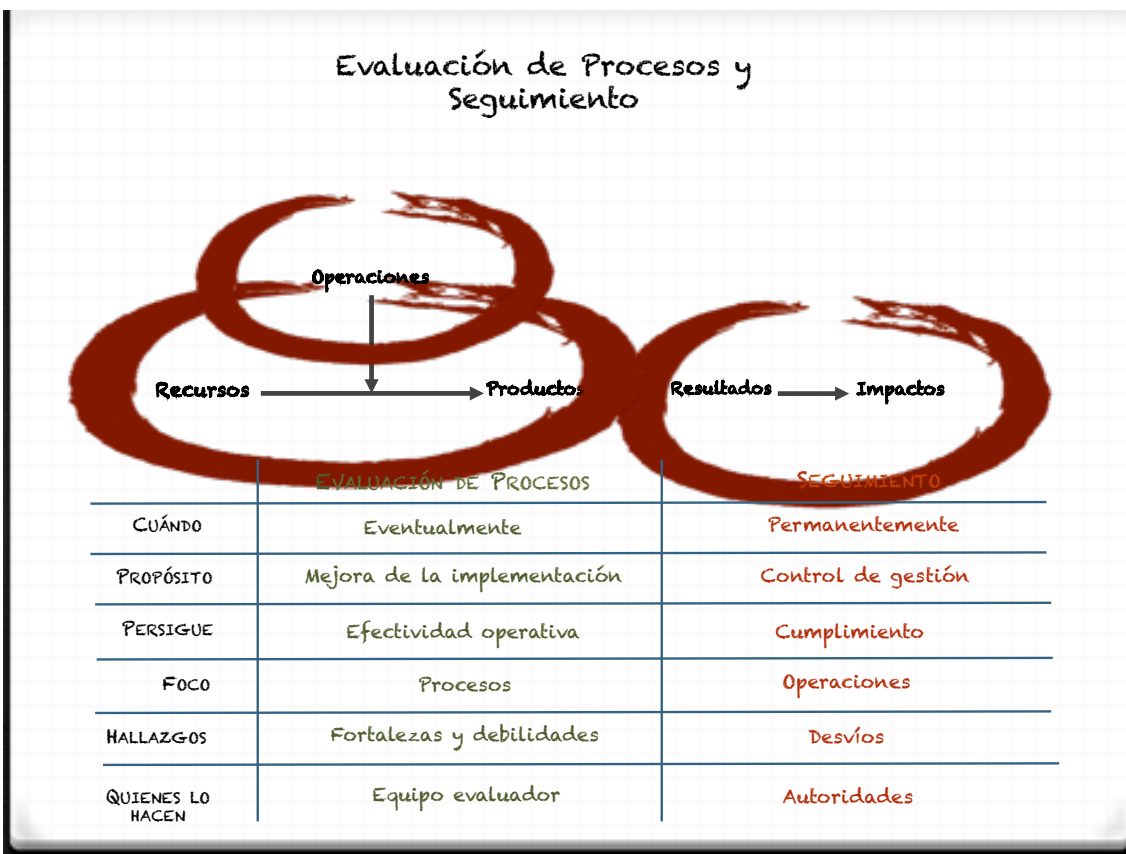 Evaluación de Procesos y
Seguimiento
Operaciones
Recursos Productos Resultados Impactos
EVALUACIÓN DE PROCESOS SEGUIMIENTO
CUÁNDO Eventualmente Permanentemente
PROPÓSITO Mejora de la implementación Control de gestión
PERSIGUE Efectividad operativa Cumplimiento
FOCO Procesos Operaciones
HALLAZGOS Fortalezas y debilidades Desvíos
QUIENES LO
HACEN Equipo evaluador Autoridades